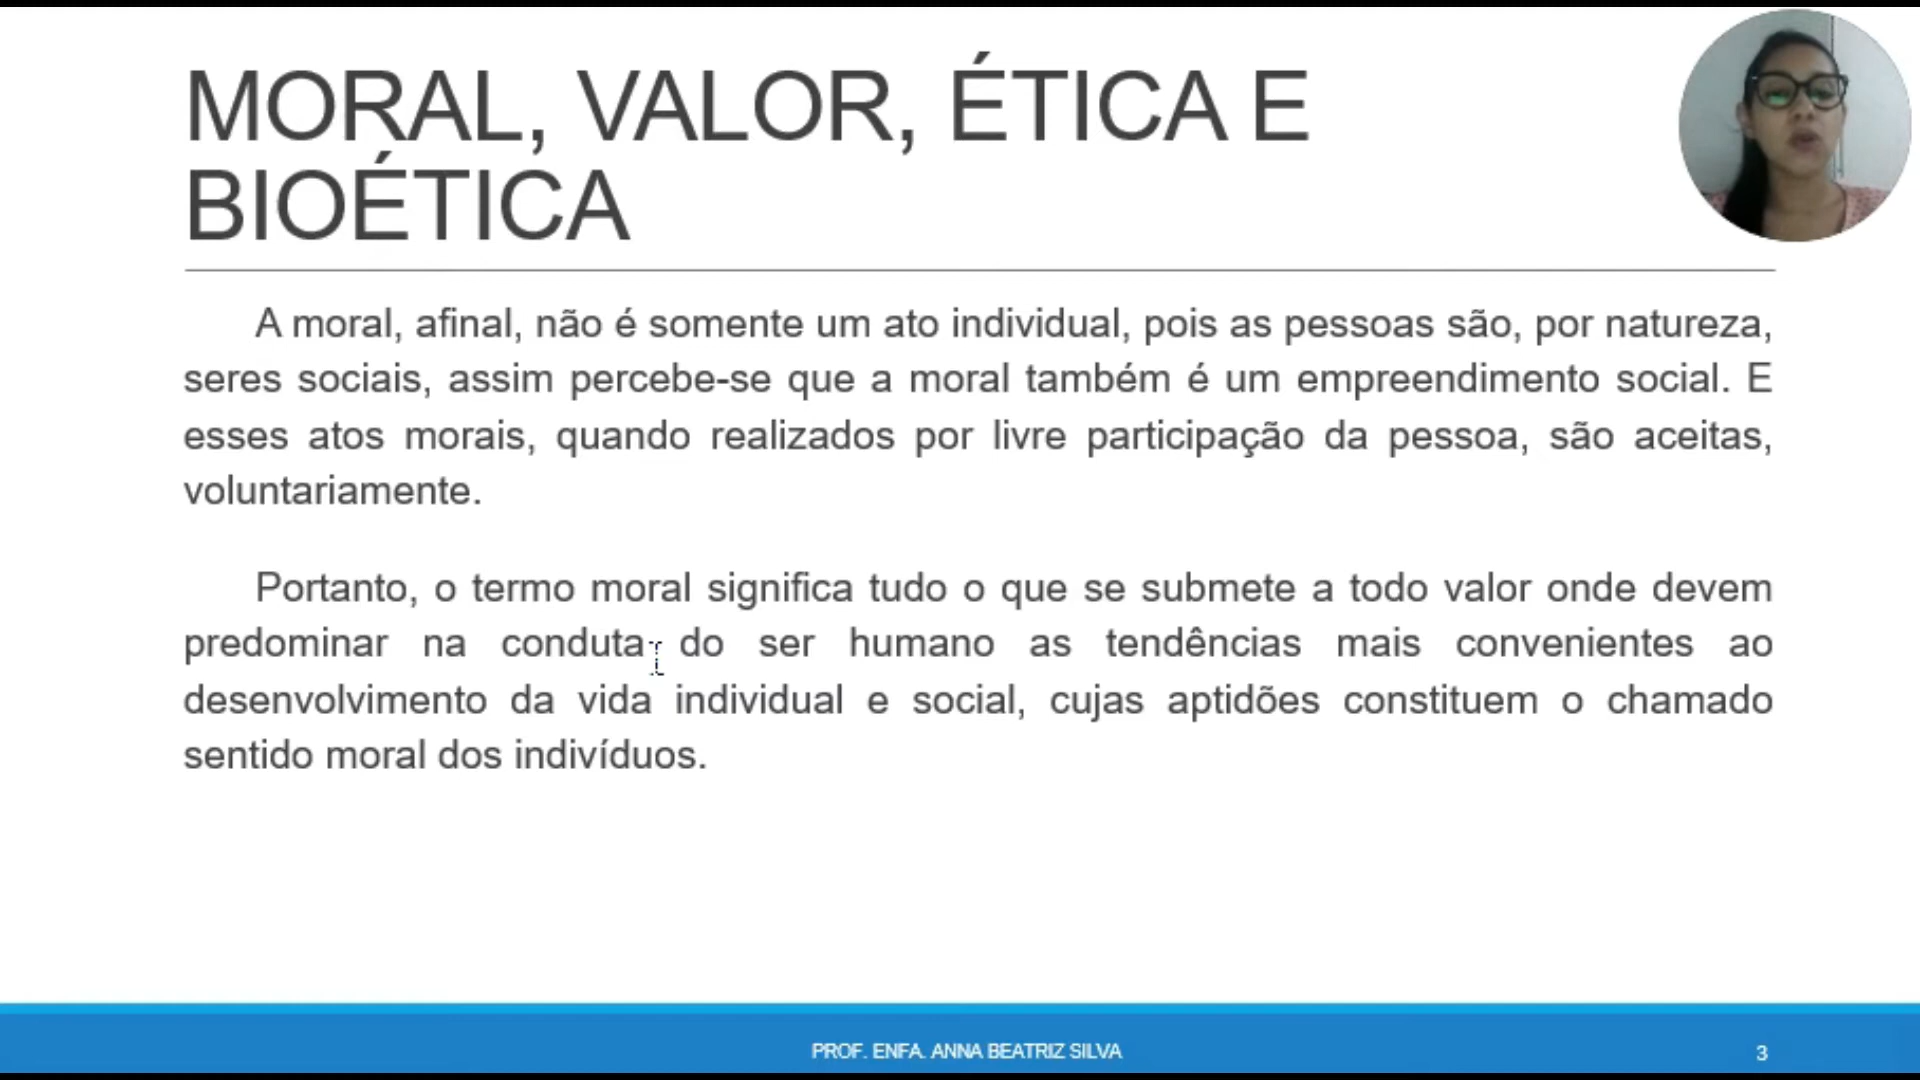 MORAL, VALOR, ÉTICA E
BIOÉTICA
A moral, afinal, não é somente um ato individual, pois as pessoas são, por natureza,
seres sociais, assim percebe-se que a moral também é um empreendimento social. E
esses atos morais, quando realizados por livre participação da pessoa, são aceitas,
voluntariamente.
Portanto, o termo moral significa tudo o que se submete a todo valor onde devem
predominar na conduta do ser humano as tendências mais convenientes ao
desenvolvimento da vida individual e social, cujas aptidões constituem o chamado
sentido moral dos indivíduos.
PROF. ENFA. ANNA BEATRIZ SILVA
3